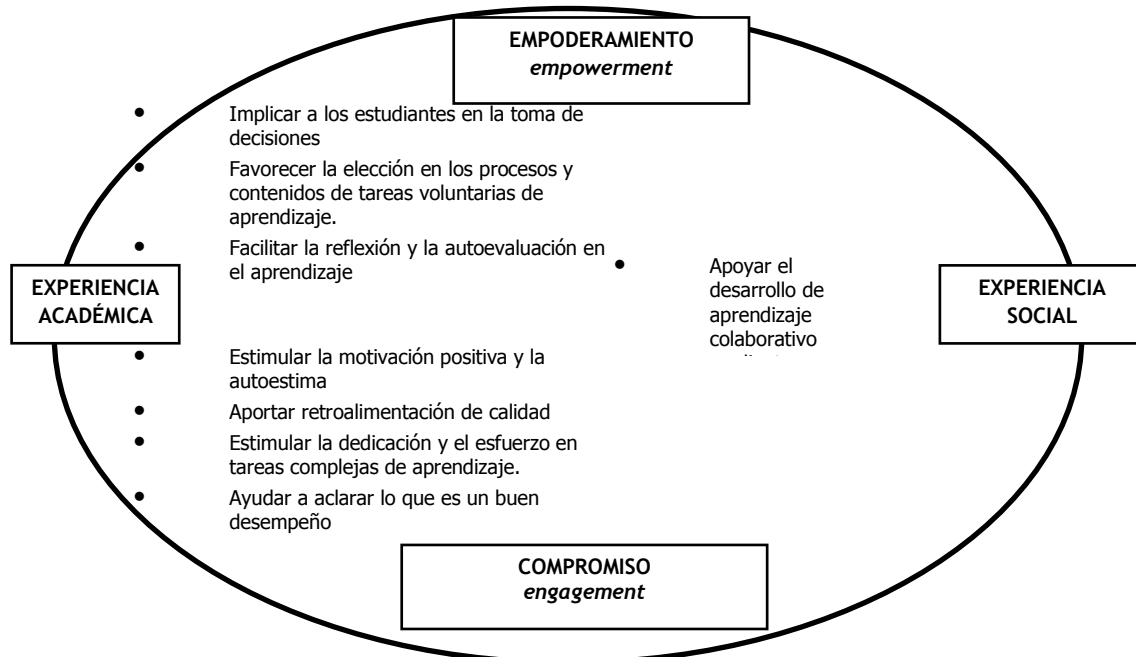 EMPODERAMIENTO
empowerment
• Implicar a los estudiantes en la toma de
decisiones
• Favorecer la elección en los procesos y
contenidos de tareas voluntarias de
aprendizaje.
• Facilitar la reflexión y la autoevaluación en
el aprendizaje
EXPERIENCIA
ACADÉMICA
• Apoyar el
desarrollo de
aprendizaje
colaborativo
EXPERIENCIA
SOCIAL
• Estimular la motivación positiva y la
autoestima
• Aportar retroalimentación de calidad
• Estimular la dedicación y el esfuerzo en
tareas complejas de aprendizaje.
• Ayudar a aclarar lo que es un buen
desempeño
COMPROMISO
engagement